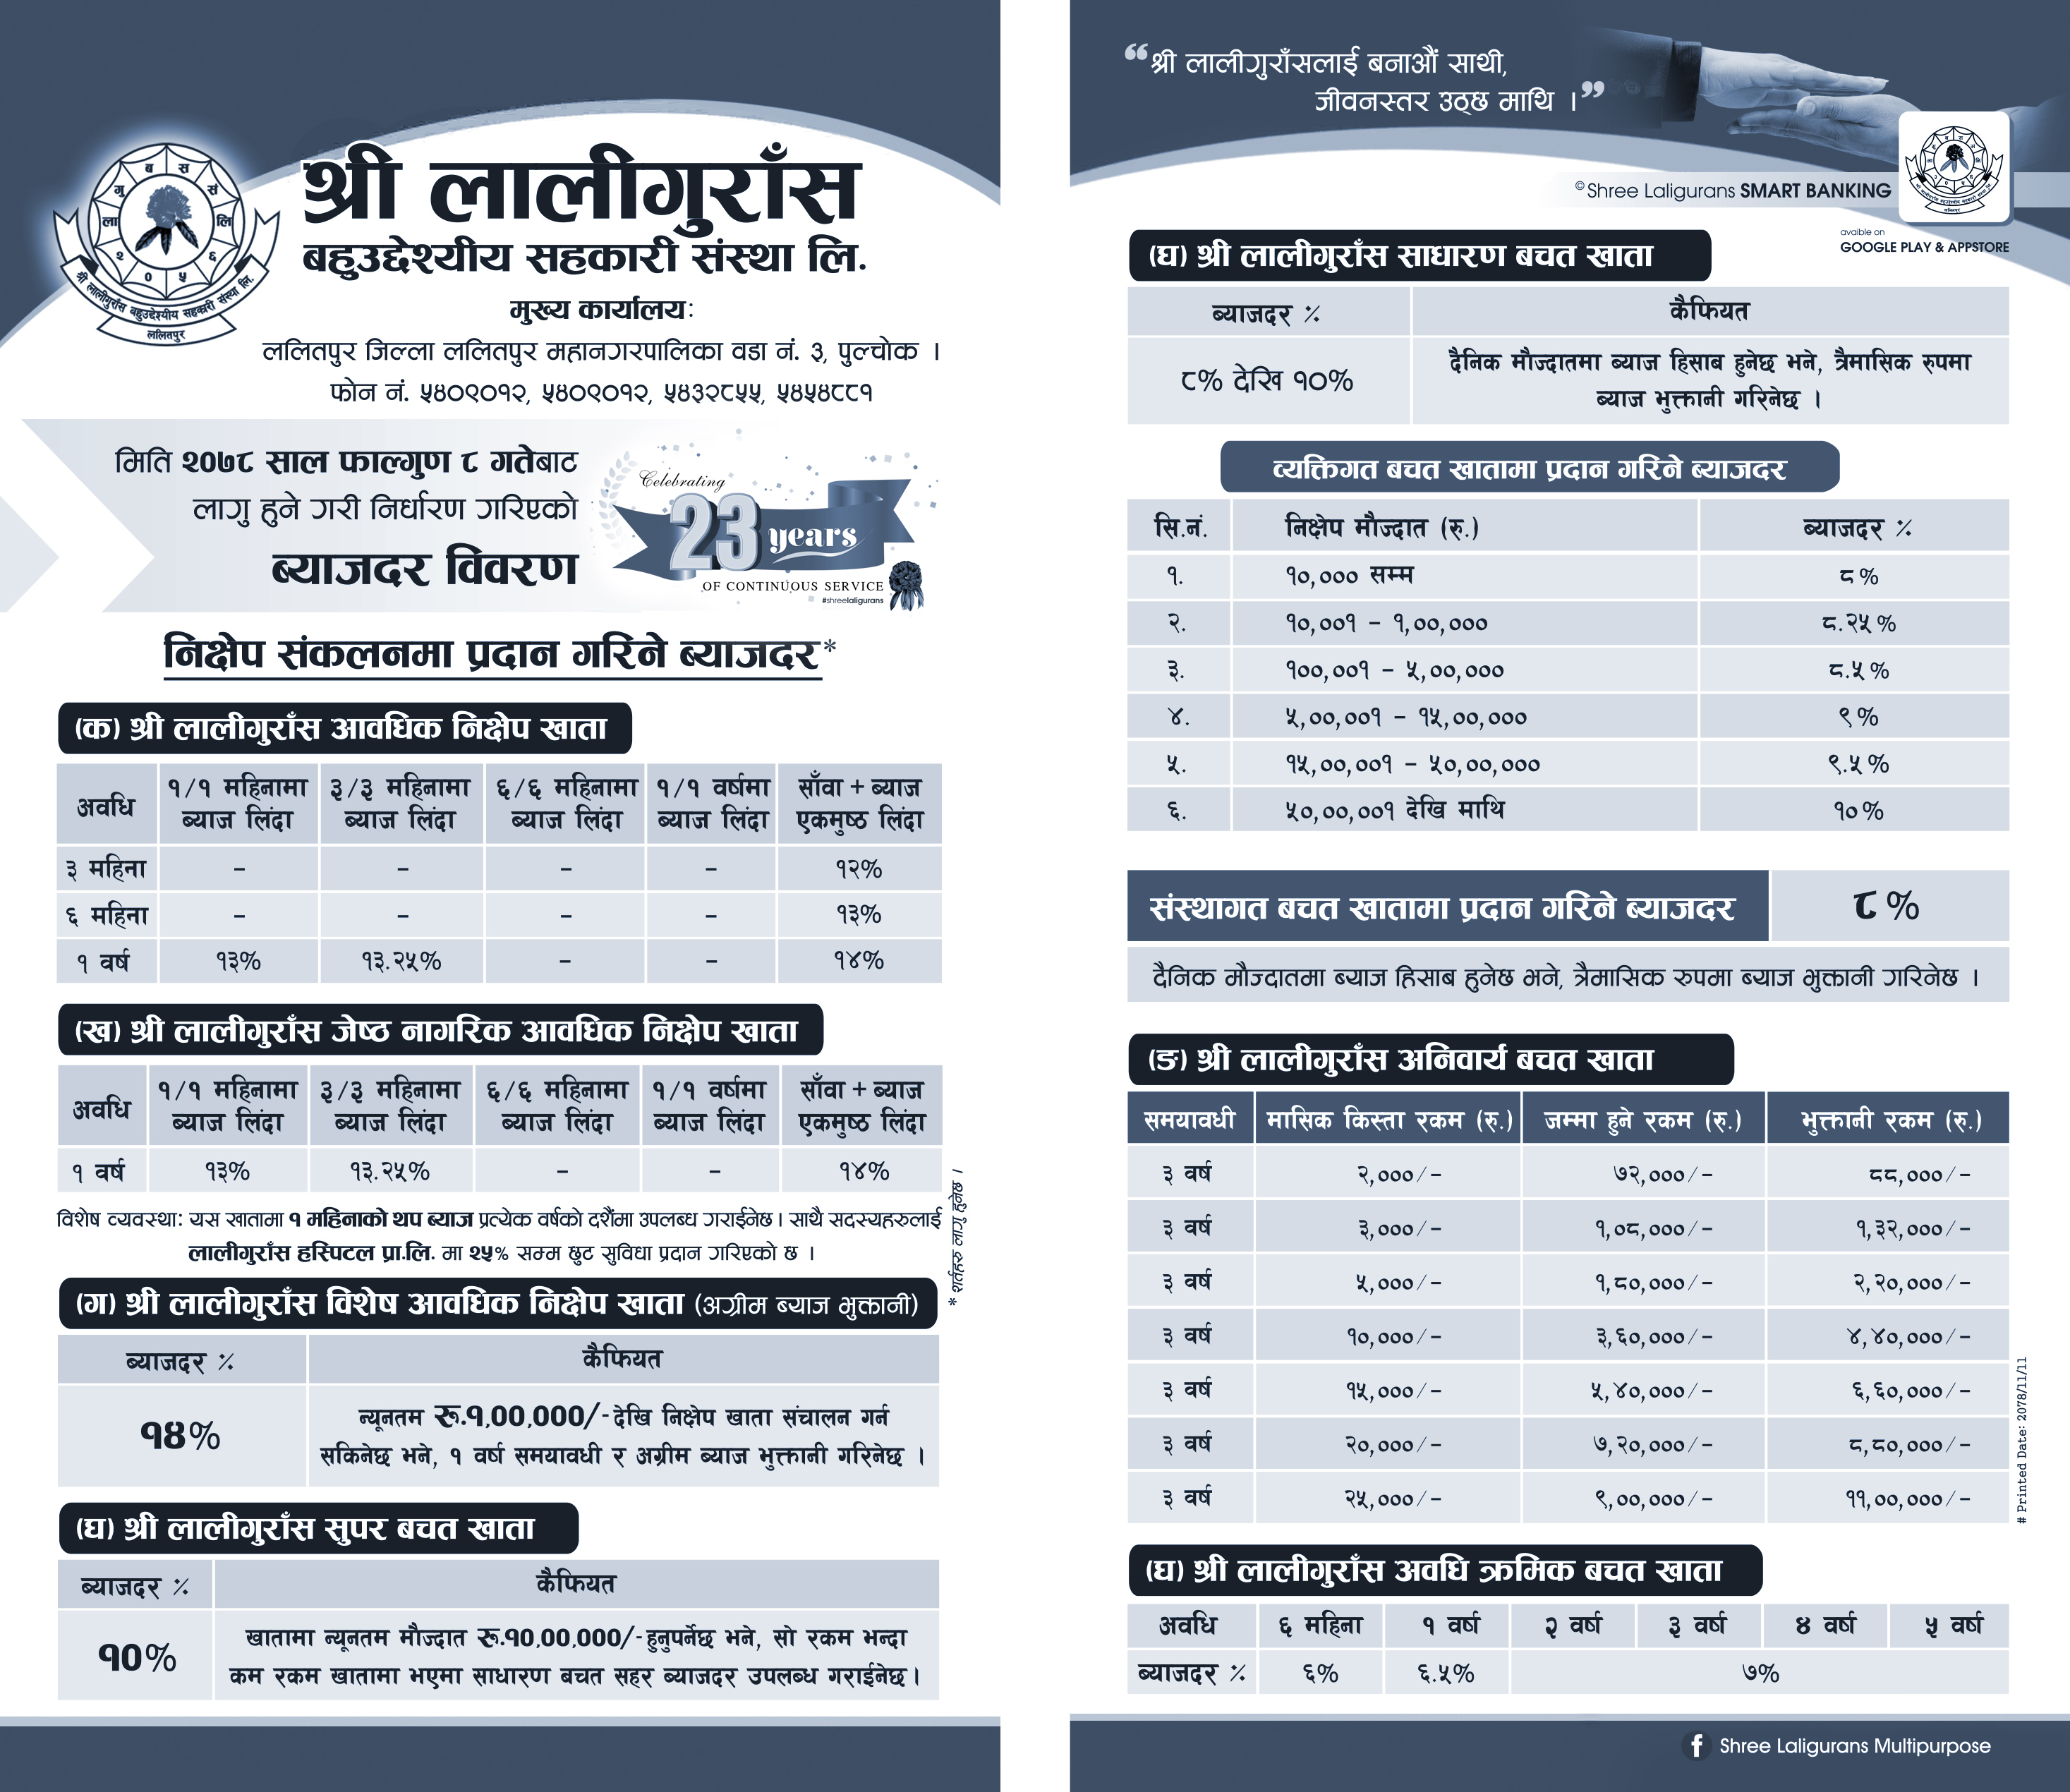 श्री लालीगुराँस
बहुउद्देश्यीय सहकारी संस्था लि.
ब स सं लि ६ ५ ० २ ला गु
श्री लालीगुराँस बहुउद्देश्यीय सहकारी संस्था लि.
ललितपुर
मुख्य कार्यालयः
ललितपुर जिल्ला ललितपुर महानगरपालिका वडा नं. ३, पुल्चोक ।
फोन नं. ५४०९०१२, ५४०९०१२, ५४३२८५५, ५४५४८८१
मिति २०७८ साल फाल्गुण ८ गतेबाट
लागु हुने गरी निर्धारण गरिएको
ब्याजदर विवरण
Celebrating
23 years
OF CONTINUOUS SERVICE
#shreelaligurans
निक्षेप संकलनमा प्रदान गरिने ब्याजदर*
(क) श्री लालीगुराँस आवधिक निक्षेप खाता
अवधि १/१ महिनामा ब्याज लिंदा ३/३ महिनामा ब्याज लिंदा ६/६ महिनामा ब्याज लिंदा १/१ वर्षमा ब्याज लिंदा साँवा + ब्याज एकमुष्ठ लिंदा
३ महिना – – – – १२%
६ महिना – – – – १३%
१ वर्ष १३% १३.२५% – – १४%
(ख) श्री लालीगुराँस जेष्ठ नागरिक आवधिक निक्षेप खाता
अवधि १/१ महिनामा ब्याज लिंदा ३/३ महिनामा ब्याज लिंदा ६/६ महिनामा ब्याज लिंदा १/१ वर्षमा ब्याज लिंदा साँवा + ब्याज एकमुष्ठ लिंदा
१ वर्ष १३% १३.२५% – – १४%
विशेष व्यवस्था: यस खातामा १ महिनाको थप ब्याज प्रत्येक वर्षको दशैंमा उपलब्ध गराईनेछ । साथै सदस्यहरुलाई
लालीगुराँस हस्पिटल प्रा.लि. मा २५% सम्म छुट सुविधा प्रदान गरिएको छ ।
* शर्तहरु लागु हुनेछ ।
(ग) श्री लालीगुराँस विशेष आवधिक निक्षेप खाता (अग्रीम ब्याज भुक्तानी)
ब्याजदर % कैफियत
१४%
न्यूनतम रू.१,00,000/- देखि निक्षेप खाता संचालन गर्न
सकिनेछ भने, १ वर्ष समयावधी र अग्रीम ब्याज भुक्तानी गरिनेछ ।
(घ) श्री लालीगुराँस सुपर बचत खाता
ब्याजदर % कैफियत
१०%
खातामा न्यूनतम मौज्दात रू.१0,00,000/- हुनुपर्नेछ भने, सो रकम भन्दा
कम रकम खातामा भएमा साधारण बचत सहर ब्याजदर उपलब्ध गराईनेछ ।
“श्री लालीगुराँसलाई बनाऔं साथी,
जीवनस्तर उठ्छ माथि ।”
©Shree Laligurans SMART BANKING
avaible on
GOOGLE PLAY & APPSTORE
(घ) श्री लालीगुराँस साधारण बचत खाता
ब्याजदर % कैफियत
८% देखि १०%
दैनिक मौज्दातमा ब्याज हिसाब हुनेछ भने, त्रैमासिक रुपमा
ब्याज भुक्तानी गरिनेछ ।
व्यक्तिगत बचत खातामा प्रदान गरिने ब्याजदर
सि.नं. निक्षेप मौज्दात (रु.) ब्याजदर %
१. १०,००० सम्म ८%
२. १०,००१ – १,००,००० ८.२५%
३. १००,००१ – ५,००,००० ८.५%
४. ५,००,००१ – १५,००,००० ९%
५. १५,००,००१ – ५०,००,००० ९.५%
६. ५०,००,००१ देखि माथि १०%
संस्थागत बचत खातामा प्रदान गरिने ब्याजदर ८%
दैनिक मौज्दातमा ब्याज हिसाब हुनेछ भने, त्रैमासिक रुपमा ब्याज भुक्तानी गरिनेछ ।
(ङ) श्री लालीगुराँस अनिवार्य बचत खाता
समयावधी मासिक किस्ता रकम (रु.) जम्मा हुने रकम (रु.) भुक्तानी रकम (रु.)
३ वर्ष २,०००/– ७२,०००/– ८८,०००/–
३ वर्ष ३,०००/– १,०८,०००/– १,३२,०००/–
३ वर्ष ५,०००/– १,८०,०००/– २,२०,०००/–
३ वर्ष १०,०००/– ३,६०,०००/– ४,४०,०००/–
३ वर्ष १५,०००/– ५,४०,०००/– ६,६०,०००/–
३ वर्ष २०,०००/– ७,२०,०००/– ८,८०,०००/–
३ वर्ष २५,०००/– ९,००,०००/– ११,००,०००/–
# Printed Date: 2078/11/11
(घ) श्री लालीगुराँस अवधि क्रमिक बचत खाता
अवधि ६ महिना १ वर्ष २ वर्ष ३ वर्ष ४ वर्ष ५ वर्ष
ब्याजदर % ६% ६.५% ७%
Shree Laligurans Multipurpose